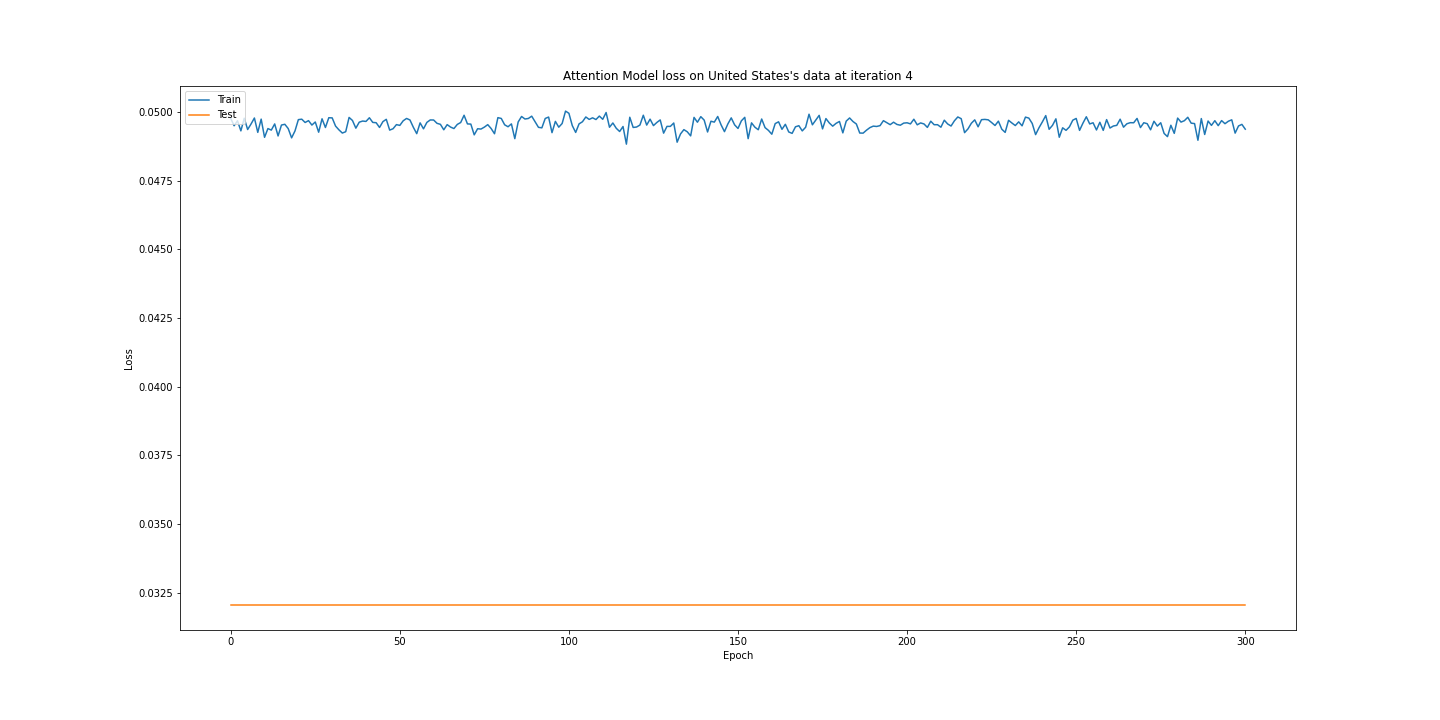 Attention Model loss on United States's data at iteration 4
Train
Test
0.0500
0.0475
0.0450
0.0425
0.0400
0.0375
0.0350
0.0325
Loss
0 50 100 150 200 250 300
Epoch